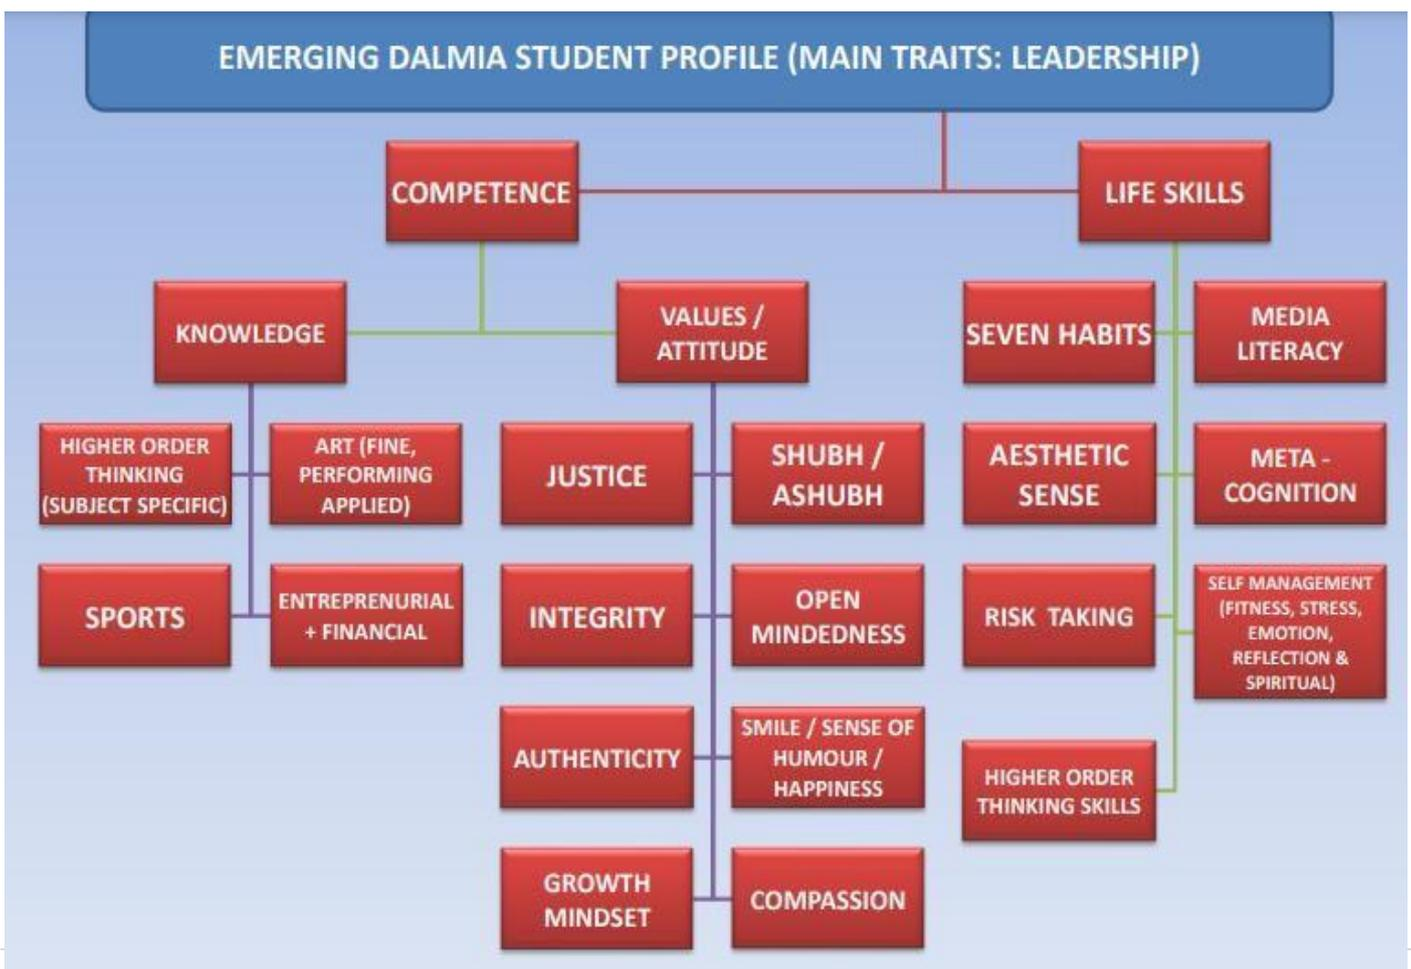 EMERGING DALMIA STUDENT PROFILE (MAIN TRAITS: LEADERSHIP)
COMPETENCE
LIFE SKILLS
KNOWLEDGE
VALUES /
ATTITUDE
SEVEN HABITS
MEDIA
LITERACY
HIGHER ORDER
THINKING
(SUBJECT SPECIFIC)
ART (FINE,
PERFORMING
APPLIED)
JUSTICE
SHUBH /
ASHUBH
AESTHETIC
SENSE
META -
COGNITION
SPORTS
ENTREPRENURIAL
+ FINANCIAL
INTEGRITY
OPEN
MINDEDNESS
RISK TAKING
SELF MANAGEMENT
(FITNESS, STRESS,
EMOTION,
REFLECTION &
SPIRITUAL)
AUTHENTICITY
SMILE / SENSE OF
HUMOUR /
HAPPINESS
HIGHER ORDER
THINKING SKILLS
GROWTH
MINDSET
COMPASSION